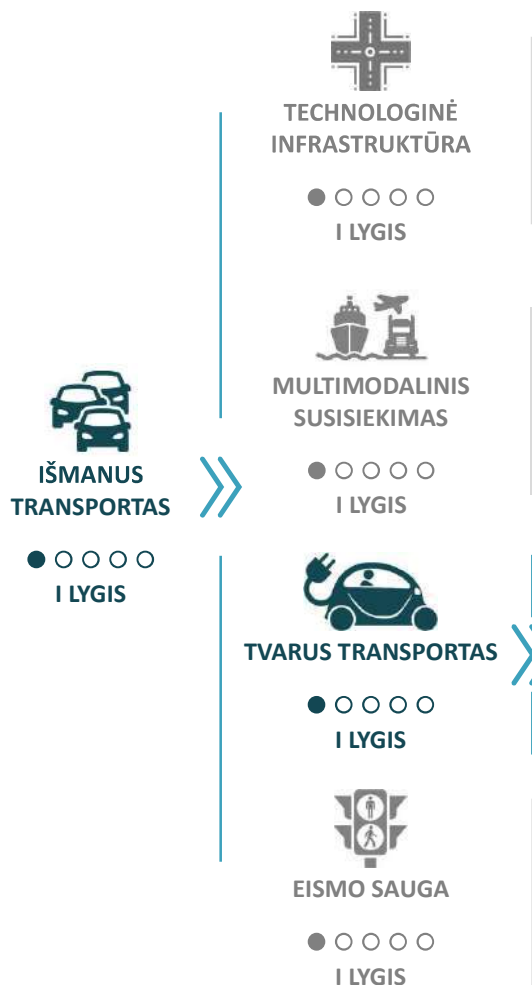 TECHNOLOGINĖ
INFRASTRUKTŪRA
I LYGIS
MULTIMODALINIS
SUSISIEKIMAS
I LYGIS
IŠMANUS
TRANSPORTAS
I LYGIS
TVARUS TRANSPORTAS
I LYGIS
EISMO SAUGA
I LYGIS